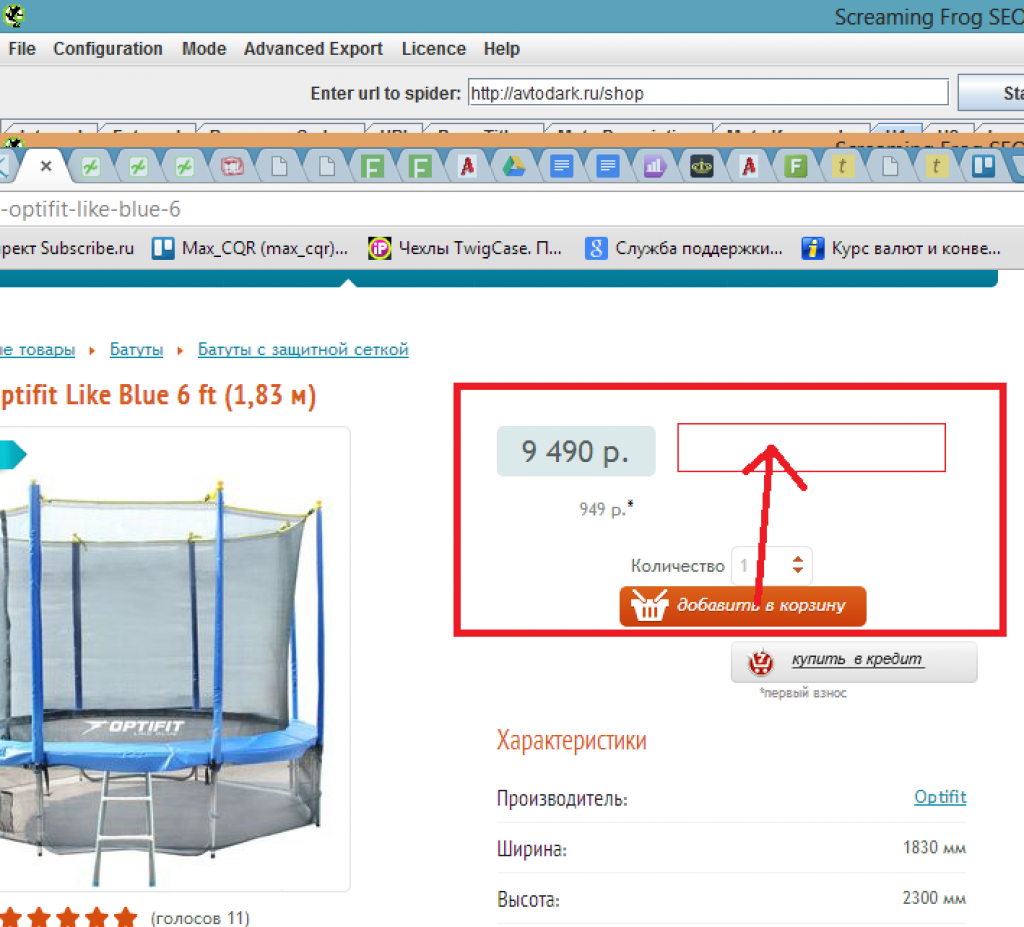 Screaming Frog SEO
File Configuration Mode Advanced Export Licence Help
Enter url to spider: http://avtodark.ru/shop
-optifit-like-blue-6
Subscribe.ru Max_CQR (max_cqr)... Чехлы TwigCase. П... Служба поддержки... Курс валют и конве...
товары Батуты Батуты с защитной сеткой
ptifit Like Blue 6 ft (1,83 м)
9 490 р.
949 р.*
Количество 1
добавить в корзину
купить в кредит
*первый взнос
OPTIFIT
LIKE BLUE
Характеристики
Производитель: Optifit
Ширина: 1830 мм
Высота: 2300 мм
(голосов 11)